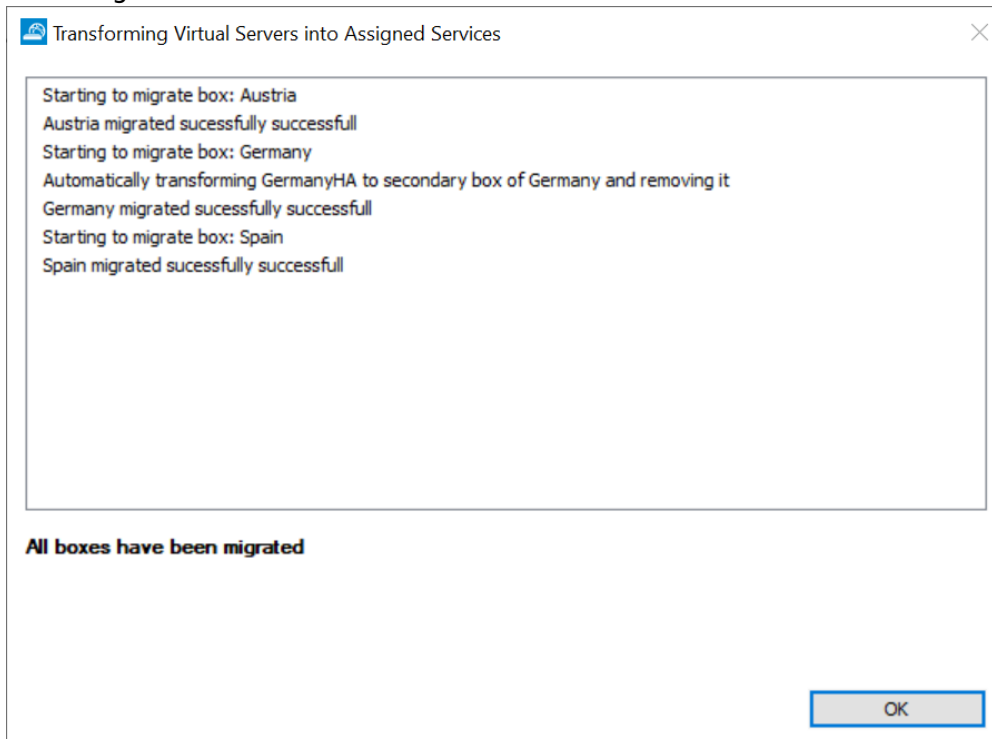 Transforming Virtual Servers into Assigned Services
Starting to migrate box: Austria
Austria migrated sucessfully successfull
Starting to migrate box: Germany
Automatically transforming GermanyHA to secondary box of Germany and removing it
Germany migrated sucessfully successfull
Starting to migrate box: Spain
Spain migrated sucessfully successfull
All boxes have been migrated
OK